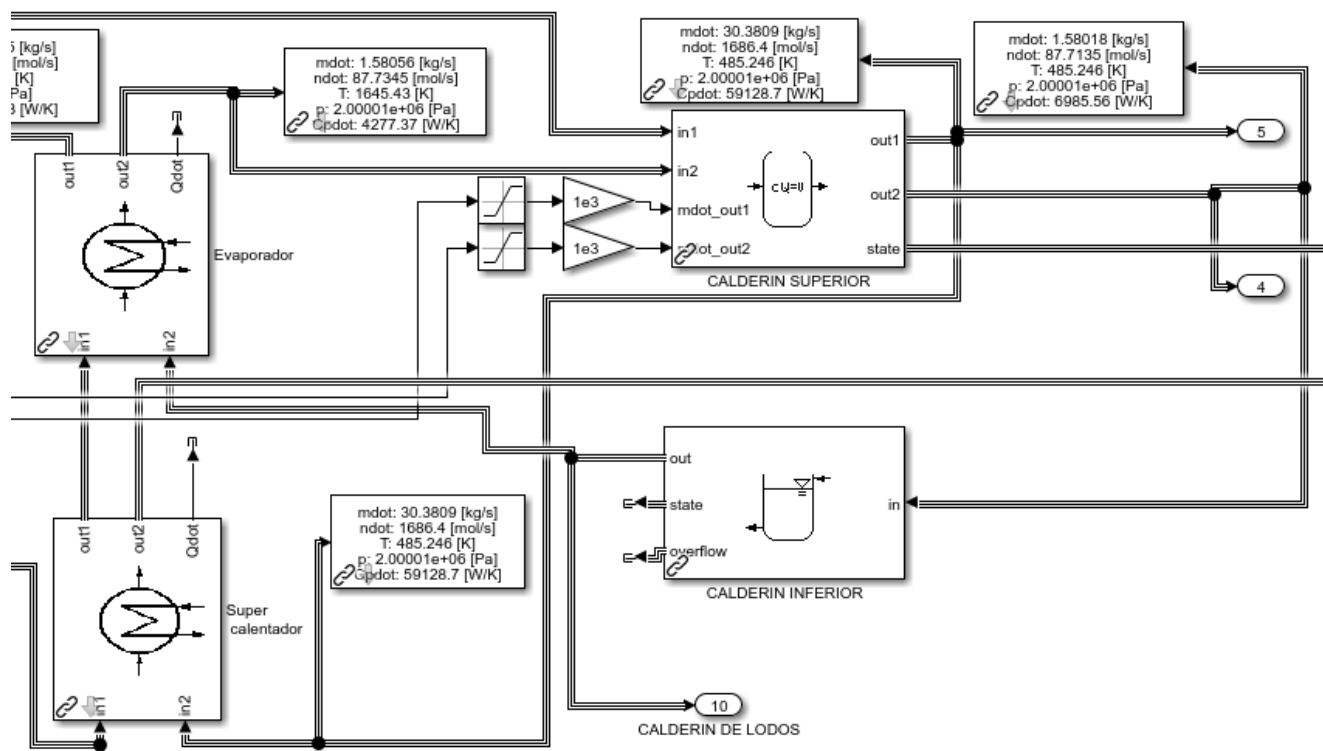 5 [kg/s]
[mol/s]
[K]
[Pa]
3 [W/K]
mdot: 1.58056 [kg/s]
ndot: 87.7345 [mol/s]
T: 1645.43 [K]
p: 2.00001e+06 [Pa]
Cpdot: 4277.37 [W/K]
mdot: 30.3809 [kg/s]
ndot: 1686.4 [mol/s]
T: 485.246 [K]
p: 2.00001e+06 [Pa]
Cpdot: 59128.7 [W/K]
mdot: 1.58018 [kg/s]
ndot: 87.7135 [mol/s]
T: 485.246 [K]
p: 2.00001e+06 [Pa]
Cpdot: 6985.56 [W/K]
out1
out2
Qdot
in1
in2
Evaporador
1e3
1e3
in1
in2
mdot_out1
mdot_out2
out1
out2
state
CALDERIN SUPERIOR
5
4
out
state
overflow
in
CALDERIN INFERIOR
out1
out2
Qdot
in1
in2
Super
calentador
mdot: 30.3809 [kg/s]
ndot: 1686.4 [mol/s]
T: 485.246 [K]
p: 2.00001e+06 [Pa]
Cpdot: 59128.7 [W/K]
10
CALDERIN DE LODOS